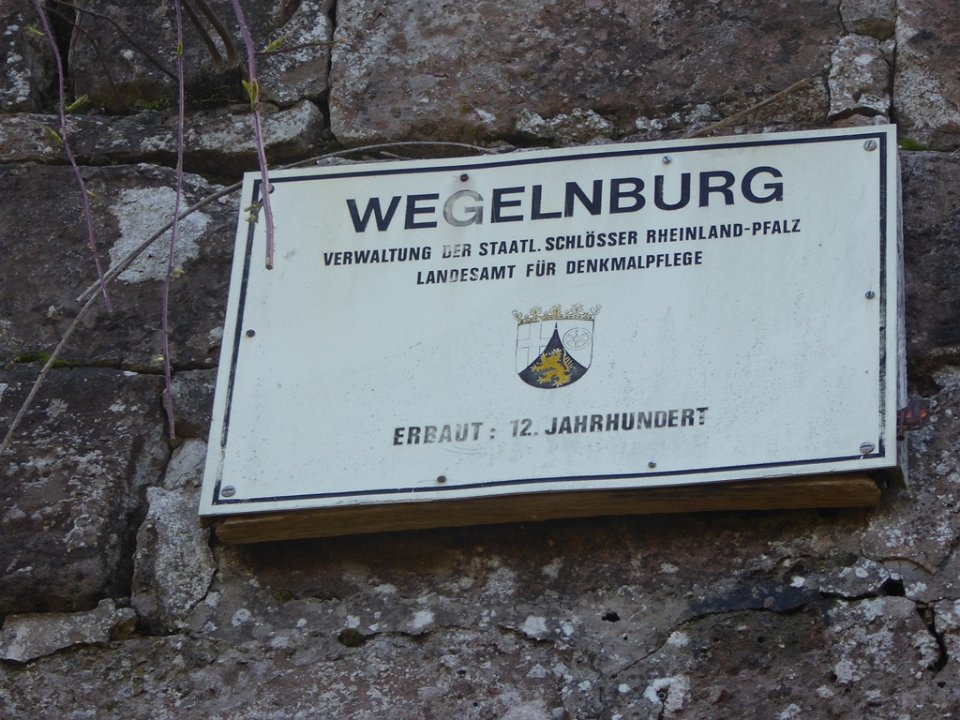 WEGELNBURG
VERWALTUNG DER STAATL. SCHLÖSSER RHEINLAND-PFALZ
LANDESAMT FÜR DENKMALPFLEGE
ERBAUT : 12. JAHRHUNDERT